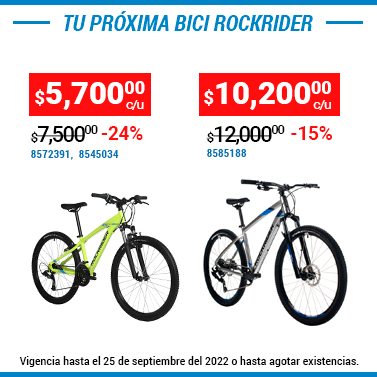 TU PRÓXIMA BICI ROCKRIDER
$5,700.00 c/u
$7,500.00 -24%
8572391, 8545034
$10,200.00 c/u
$12,000.00 -15%
8585188
ROCKRIDER
Vigencia hasta el 25 de septiembre del 2022 o hasta agotar existencias.